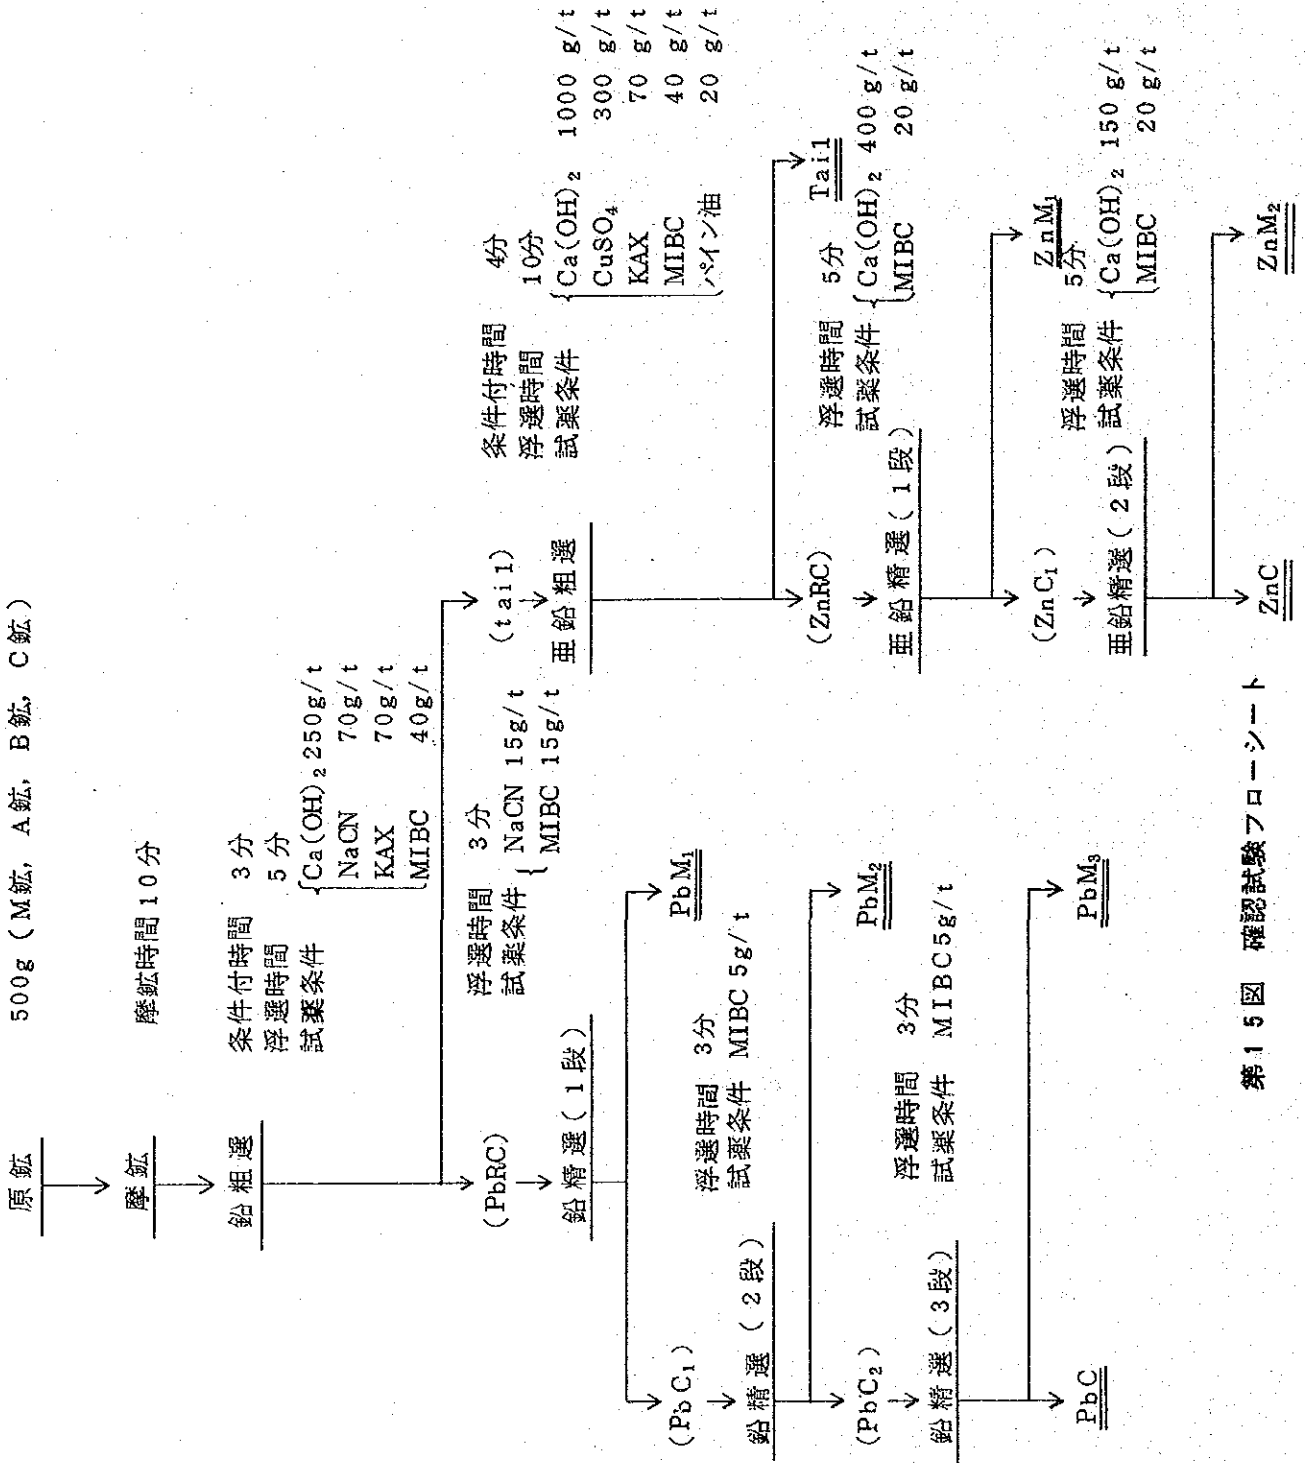 原鉱 500g（M鉱，A鉱，B鉱，C鉱）
摩鉱 摩鉱時間10分
鉛粗選
条件付時間 3分
浮選時間 5分
試薬条件
Ca(OH)₂ 250g/t
NaCN 70g/t
KAX 70g/t
MIBC 40g/t
(PbRC)
鉛精選（1段）
浮選時間 3分
試薬条件
NaCN 15g/t
MIBC 15g/t
PbM₁
(PbC₁)
鉛精選（2段）
浮選時間 3分
試薬条件 MIBC 5g/t
PbM₂
(PbC₂)
鉛精選（3段）
浮選時間 3分
試薬条件 MIBC5g/t
PbM₃
PbC
(tail)
亜鉛粗選
条件付時間 4分
浮選時間 10分
試薬条件
Ca(OH)₂ 1000 g/t
CuSO₄ 300 g/t
KAX 70 g/t
MIBC 40 g/t
パイン油 20 g/t
Tail
(ZnRC)
亜鉛精選（1段）
浮選時間 5分
試薬条件
Ca(OH)₂ 400 g/t
MIBC 20 g/t
ZnM₁
(ZnC₁)
亜鉛精選（2段）
浮選時間 5分
試薬条件
Ca(OH)₂ 150 g/t
MIBC 20 g/t
ZnM₂
ZnC
第15図 確認試験フローシート